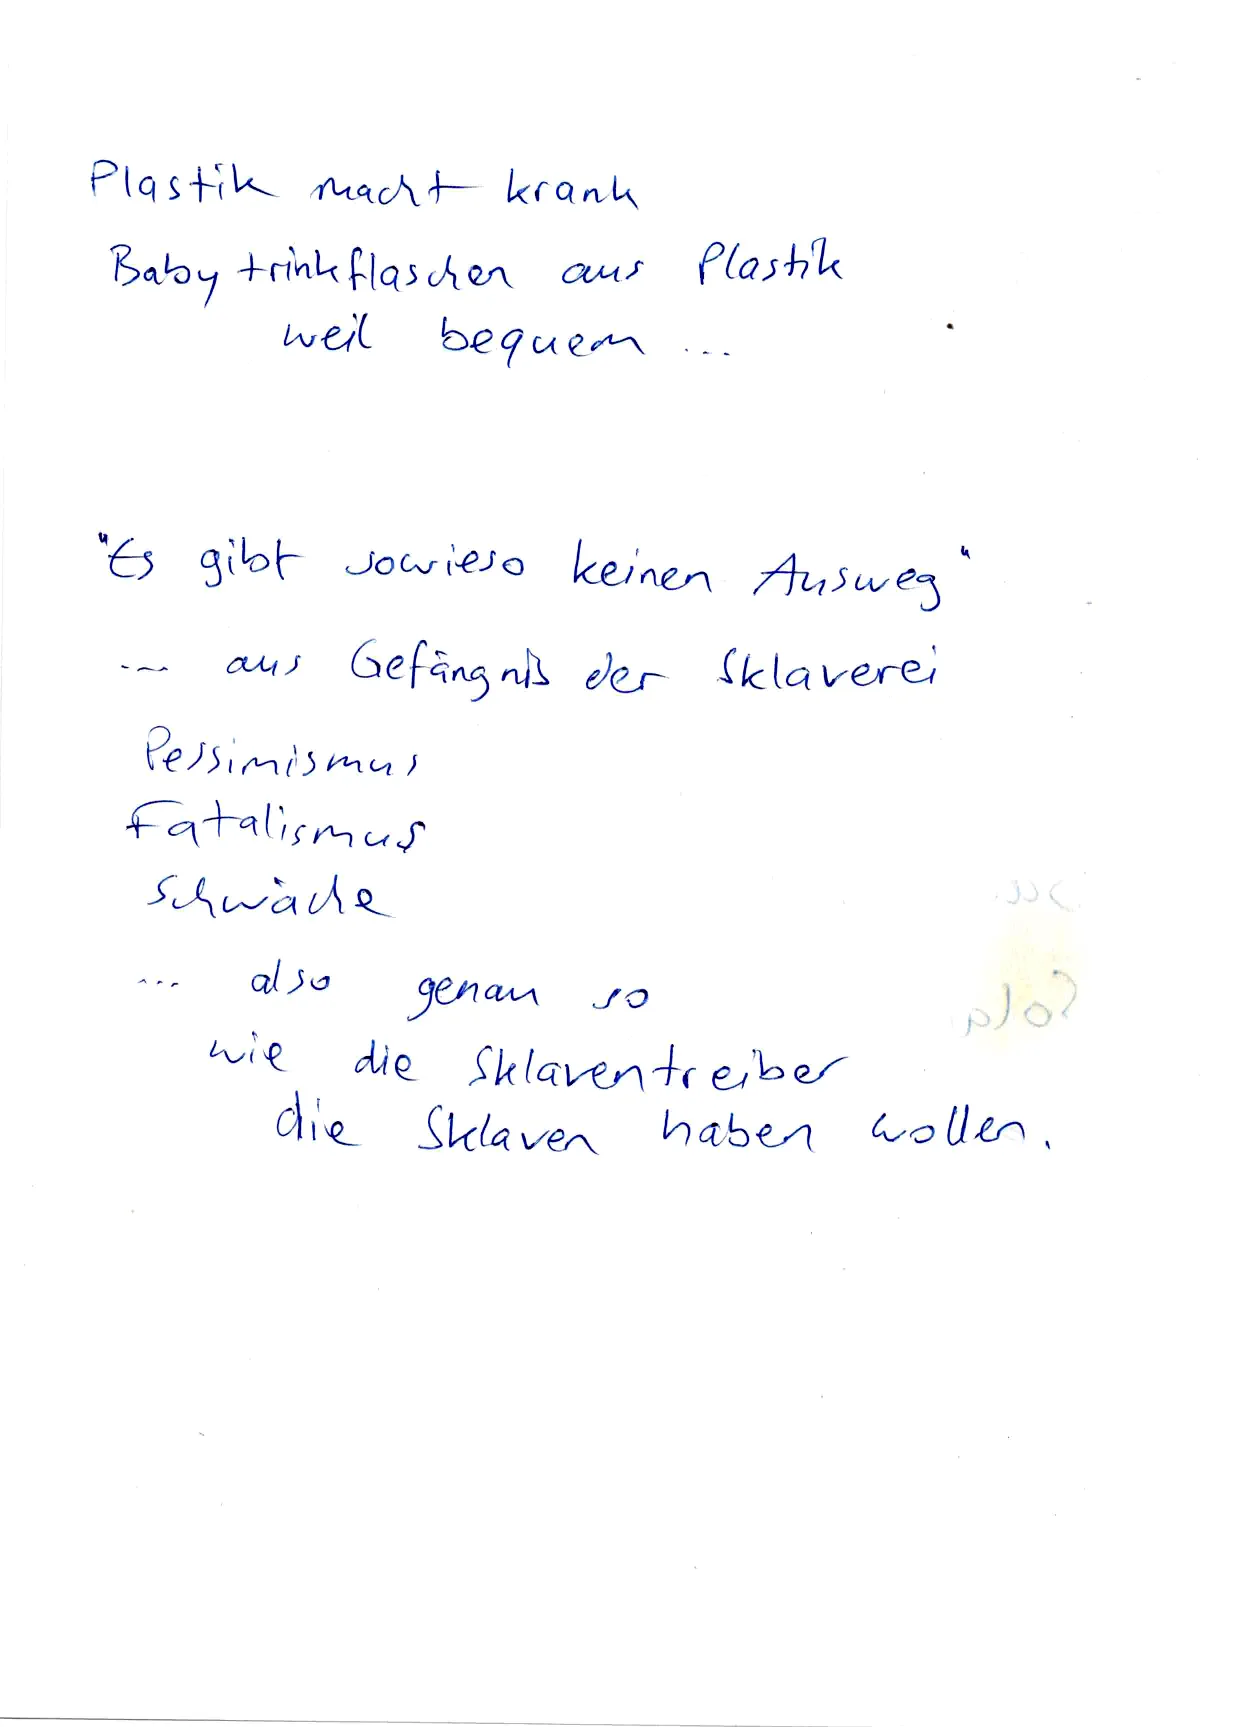 Plastik macht krank
Babytrinkflaschen aus Plastik
weil bequem ...
"Es gibt sowieso keinen Ausweg"
... aus Gefängniß der Sklaverei
Pessimismus
Fatalismus
Schwäche
... also genau so
wie die Sklaventreiber
die Sklaven haben wollen.